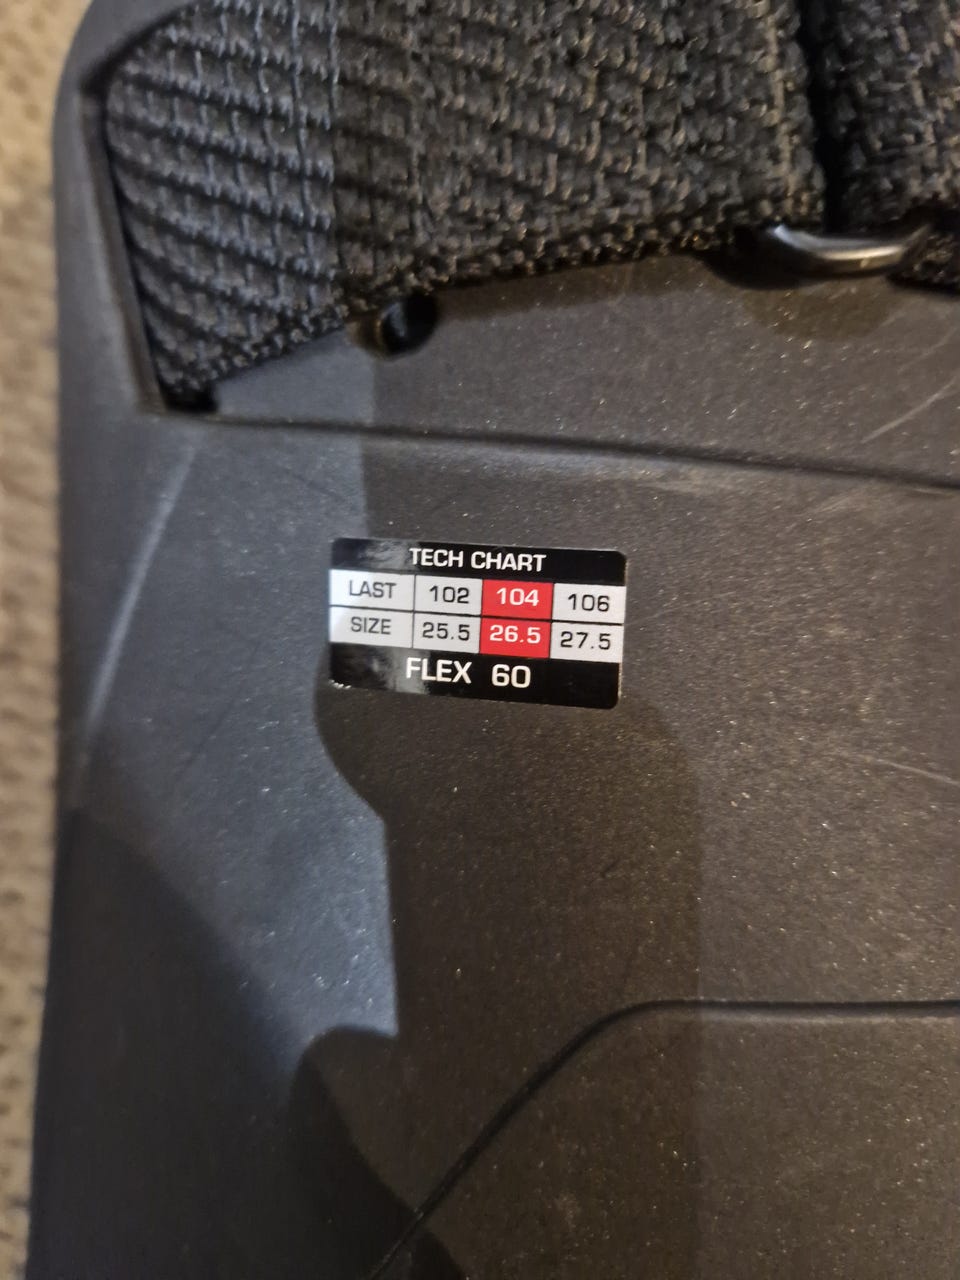 TECH CHART
LAST 102 104 106
SIZE 25.5 26.5 27.5
FLEX 60